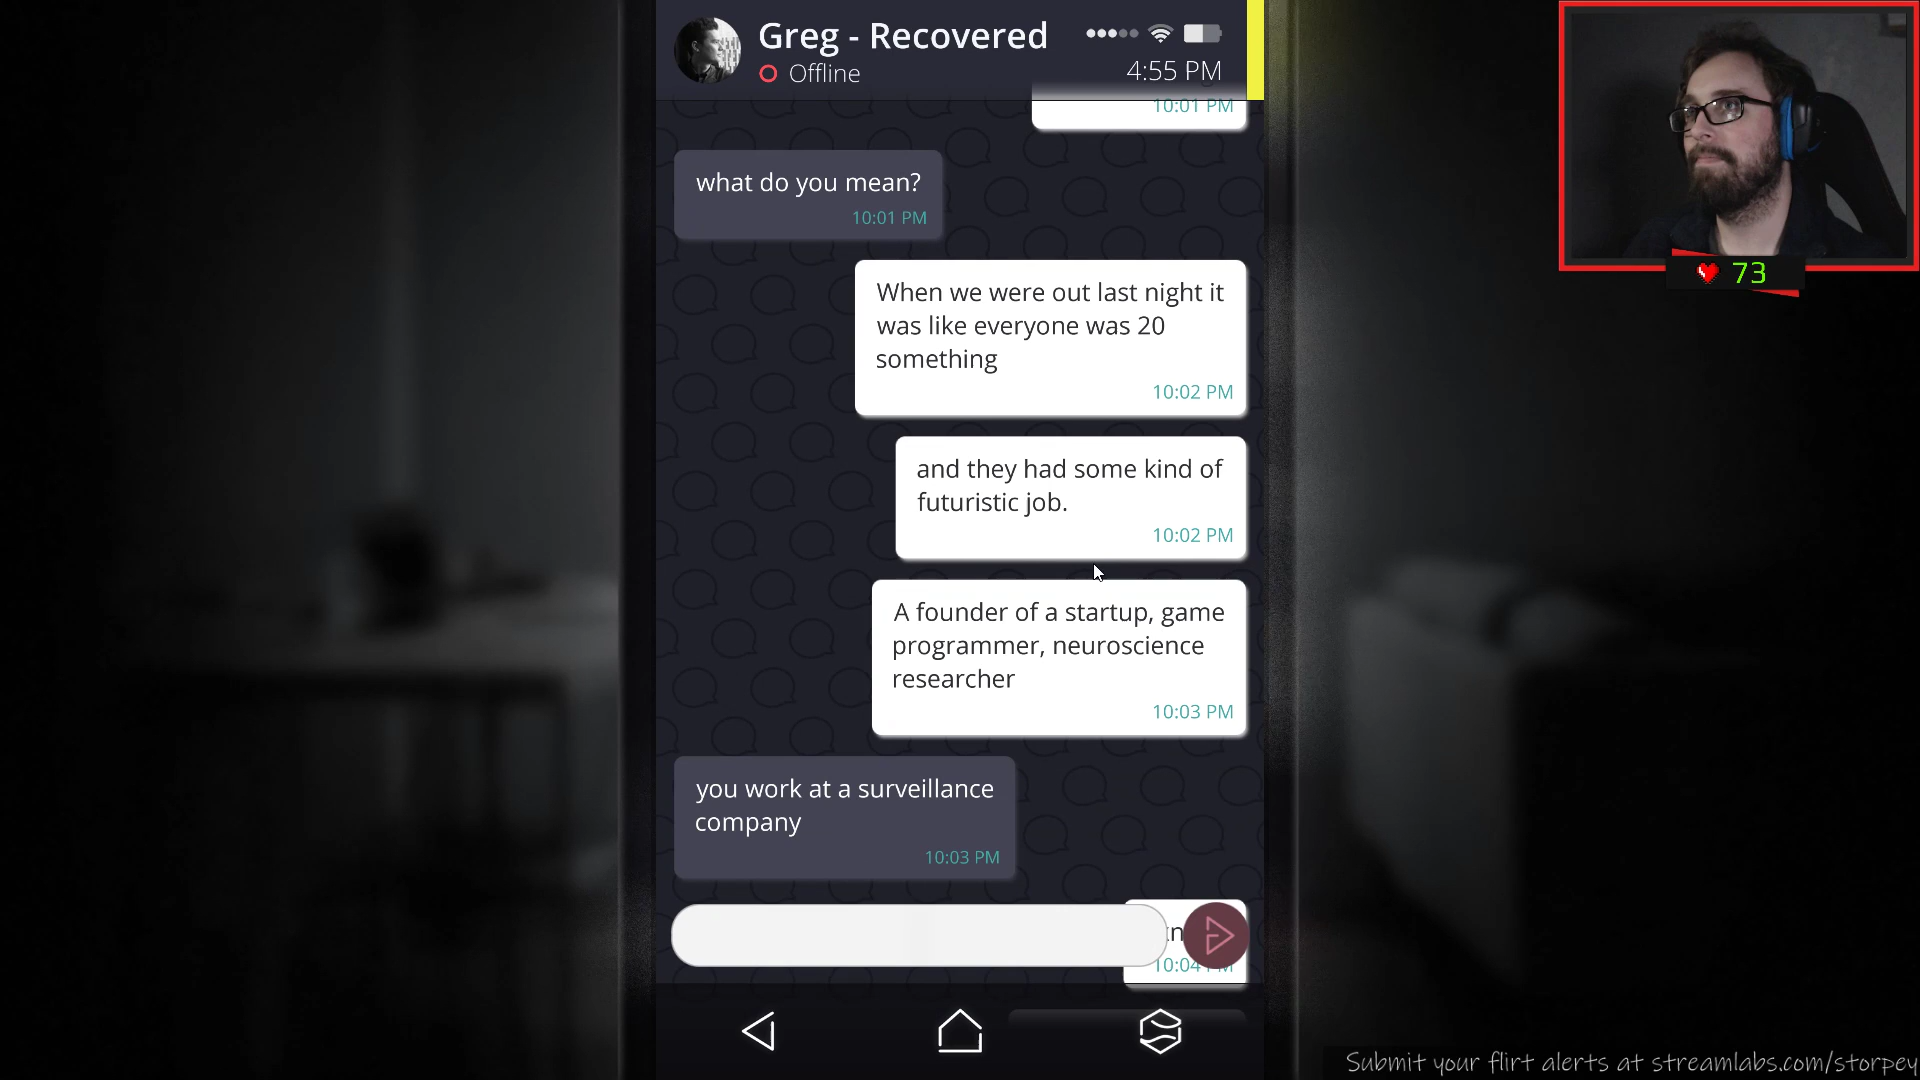 Greg - Recovered
Offline
4:55 PM
10:01 PM
what do you mean?
10:01 PM
When we were out last night it
was like everyone was 20
something
10:02 PM
and they had some kind of
futuristic job.
10:02 PM
A founder of a startup, game
programmer, neuroscience
researcher
10:03 PM
you work at a surveillance
company
10:03 PM
10:04
73
Submit your flirt alerts at streamlabs.com/storpey